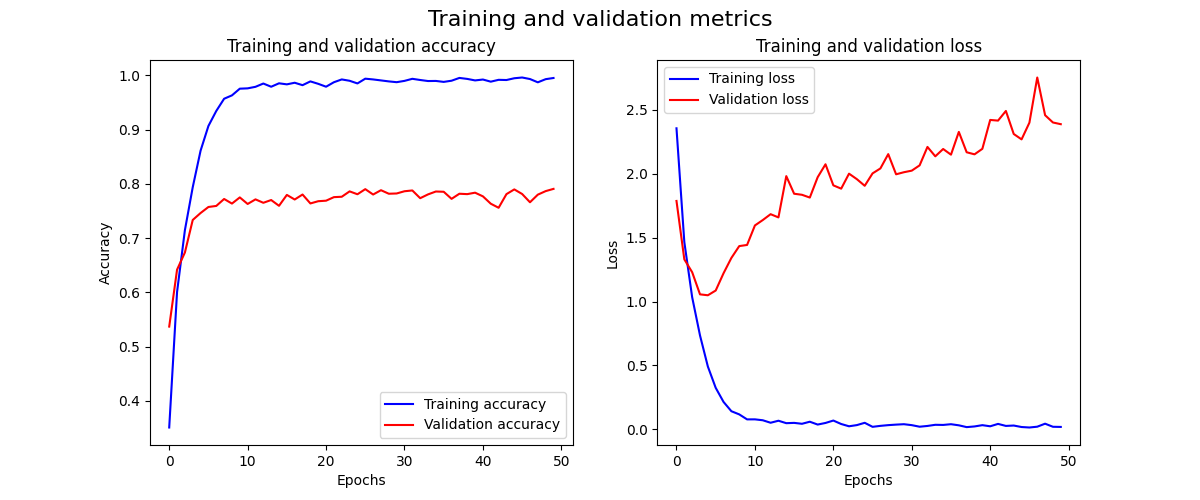 Training and validation metrics
Training and validation accuracy
Accuracy
1.0
0.9
0.8
0.7
0.6
0.5
0.4
Training accuracy
Validation accuracy
0
10
20
30
40
50
Epochs
Training and validation loss
Loss
Training loss
Validation loss
2.5
2.0
1.5
1.0
0.5
0.0
0
10
20
30
40
50
Epochs